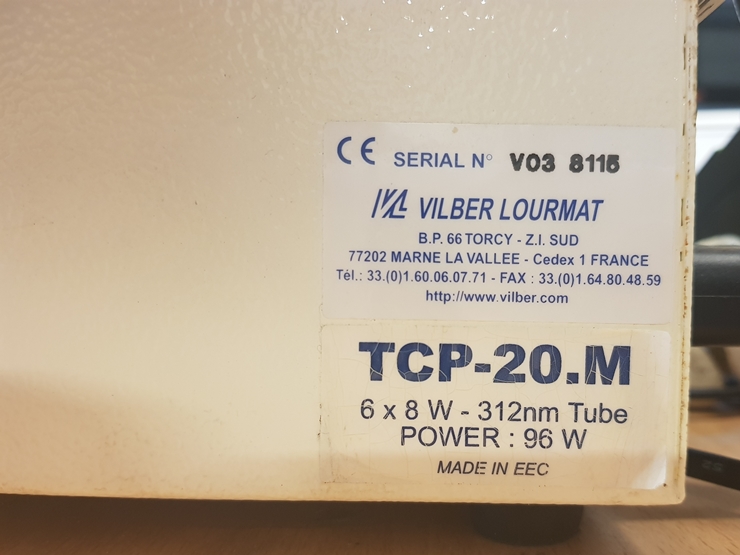 CE SERIAL N° V03 8115
VL VILBER LOURMAT
B.P. 66 TORCY - Z.I. SUD
77202 MARNE LA VALLEE - Cedex 1 FRANCE
Tél.: 33.(0)1.60.06.07.71 - FAX : 33.(0)1.64.80.48.59
http://www.vilber.com
TCP-20.M
6 x 8 W - 312nm Tube
POWER : 96 W
MADE IN EEC